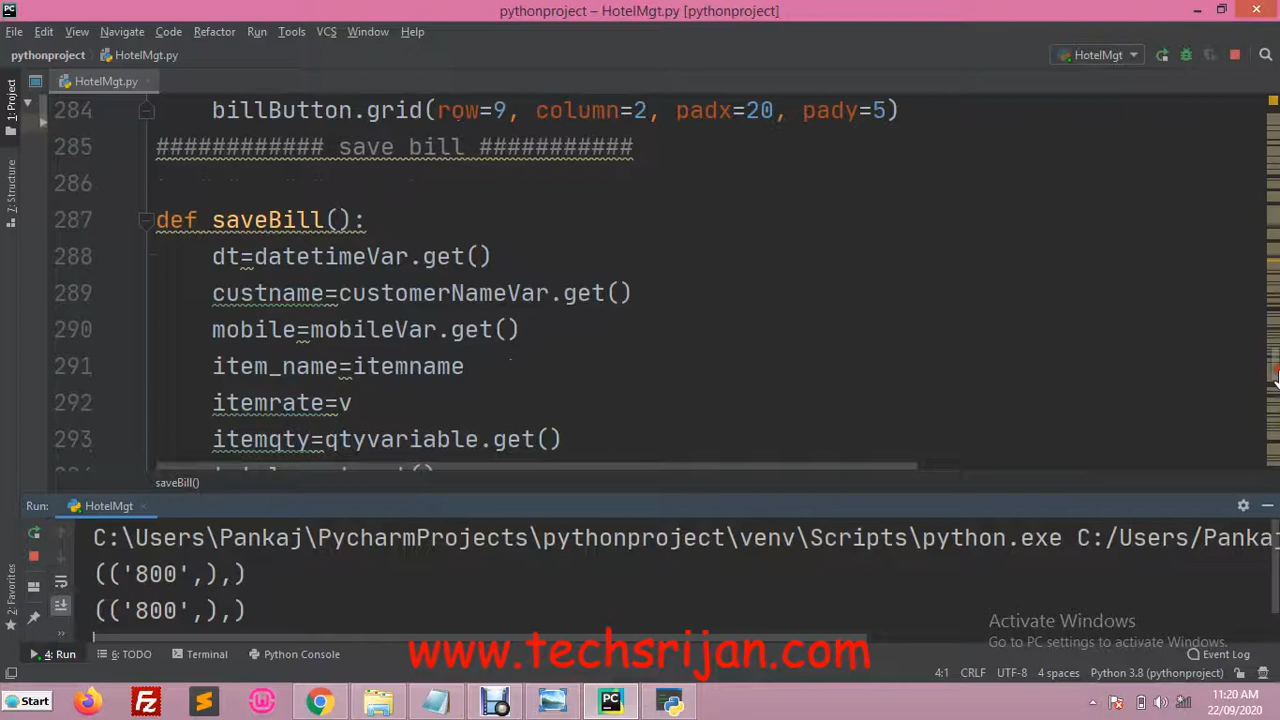 pythonproject – HotelMgt.py [pythonproject]
File Edit View Navigate Code Refactor Run Tools VCS Window Help
pythonproject HotelMgt.py HotelMgt
1: Project
HotelMgt.py
284 billButton.grid(row=9, column=2, padx=20, pady=5)
285 ############ save bill ###########
286
287 def saveBill():
288 dt=datetimeVar.get()
289 custname=customerNameVar.get()
290 mobile=mobileVar.get()
291 item_name=itemname
292 itemrate=v
293 itemqty=qtyvariable.get()
7: Structure
saveBill()
Run: HotelMgt
C:\Users\Pankaj\PycharmProjects\pythonproject\venv\Scripts\python.exe C:/Users/Panka
(('800',),)
(('800',),)
2: Favorites
Activate Windows
Go to PC settings to activate Windows.
www.techsrijan.com
4: Run 6: TODO Terminal Python Console Event Log
4:1 CRLF UTF-8 4 spaces Python 3.8 (pythonproject)
Start 11:20 AM
22/09/2020